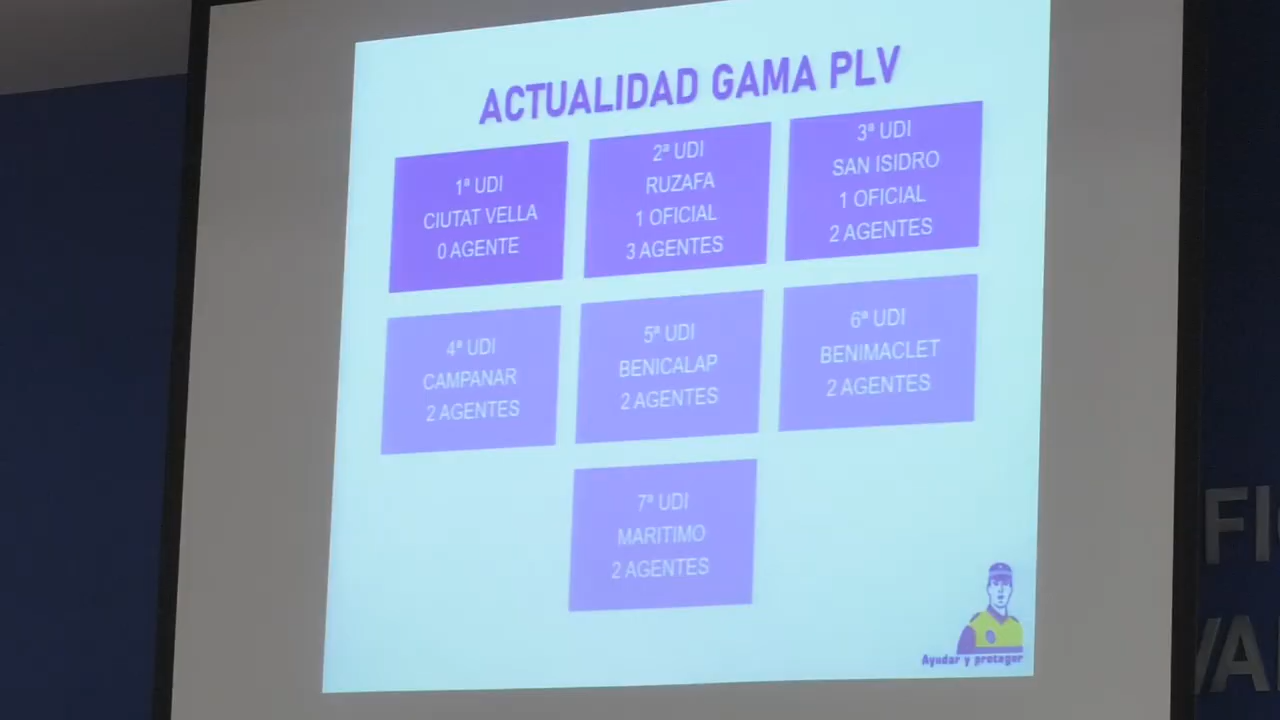 ACTUALIDAD GAMA PLV
1ª UDI
CIUTAT VELLA
0 AGENTE
2ª UDI
RUZAFA
1 OFICIAL
3 AGENTES
3ª UDI
SAN ISIDRO
1 OFICIAL
2 AGENTES
4ª UDI
CAMPANAR
2 AGENTES
5ª UDI
BENICALAP
2 AGENTES
6ª UDI
BENIMACLET
2 AGENTES
7ª UDI
MARITIMO
2 AGENTES
Ayudar y proteger